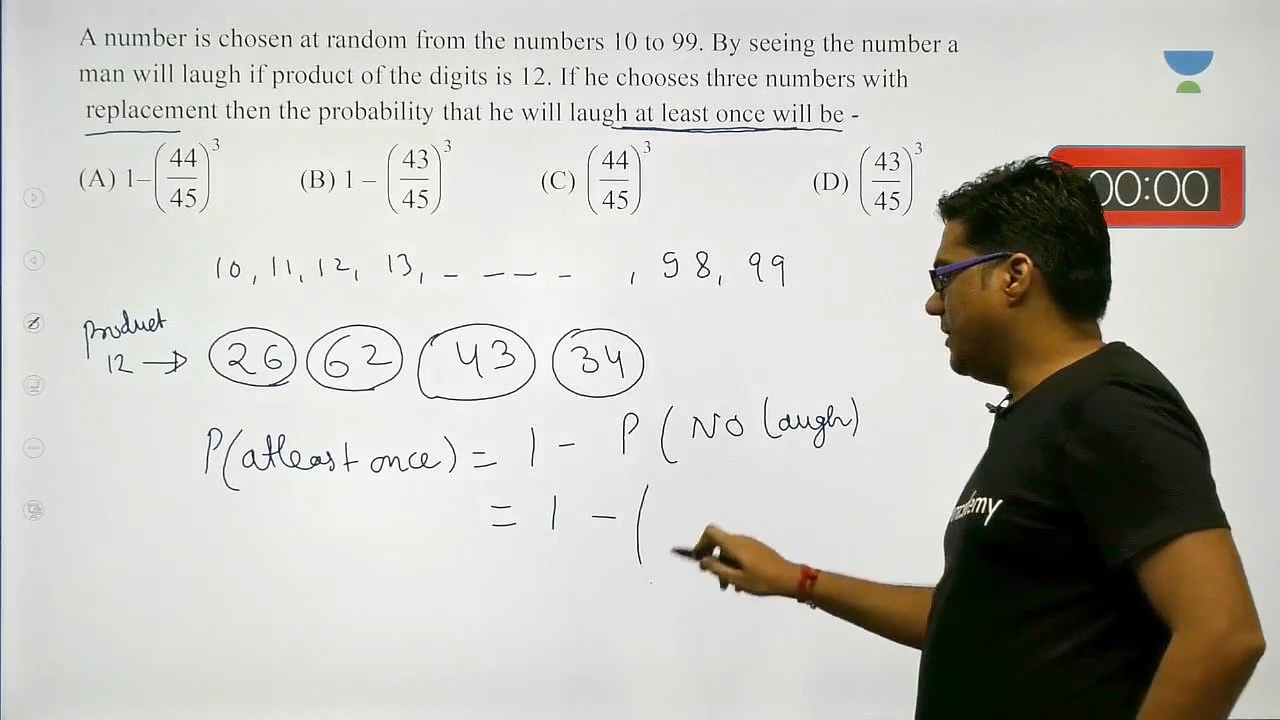 A number is chosen at random from the numbers 10 to 99. By seeing the number a
man will laugh if product of the digits is 12. If he chooses three numbers with
replacement then the probability that he will laugh at least once will be -
(A) 1–(44/45)³ (B) 1 – (43/45)³ (C) (44/45)³ (D) (43/45)³
00:00
10, 11, 12, 13, - - - - , 98, 99
Product
12 → 26 62 43 34
P(atleast once) = 1 - P (No laugh)
= 1 - (